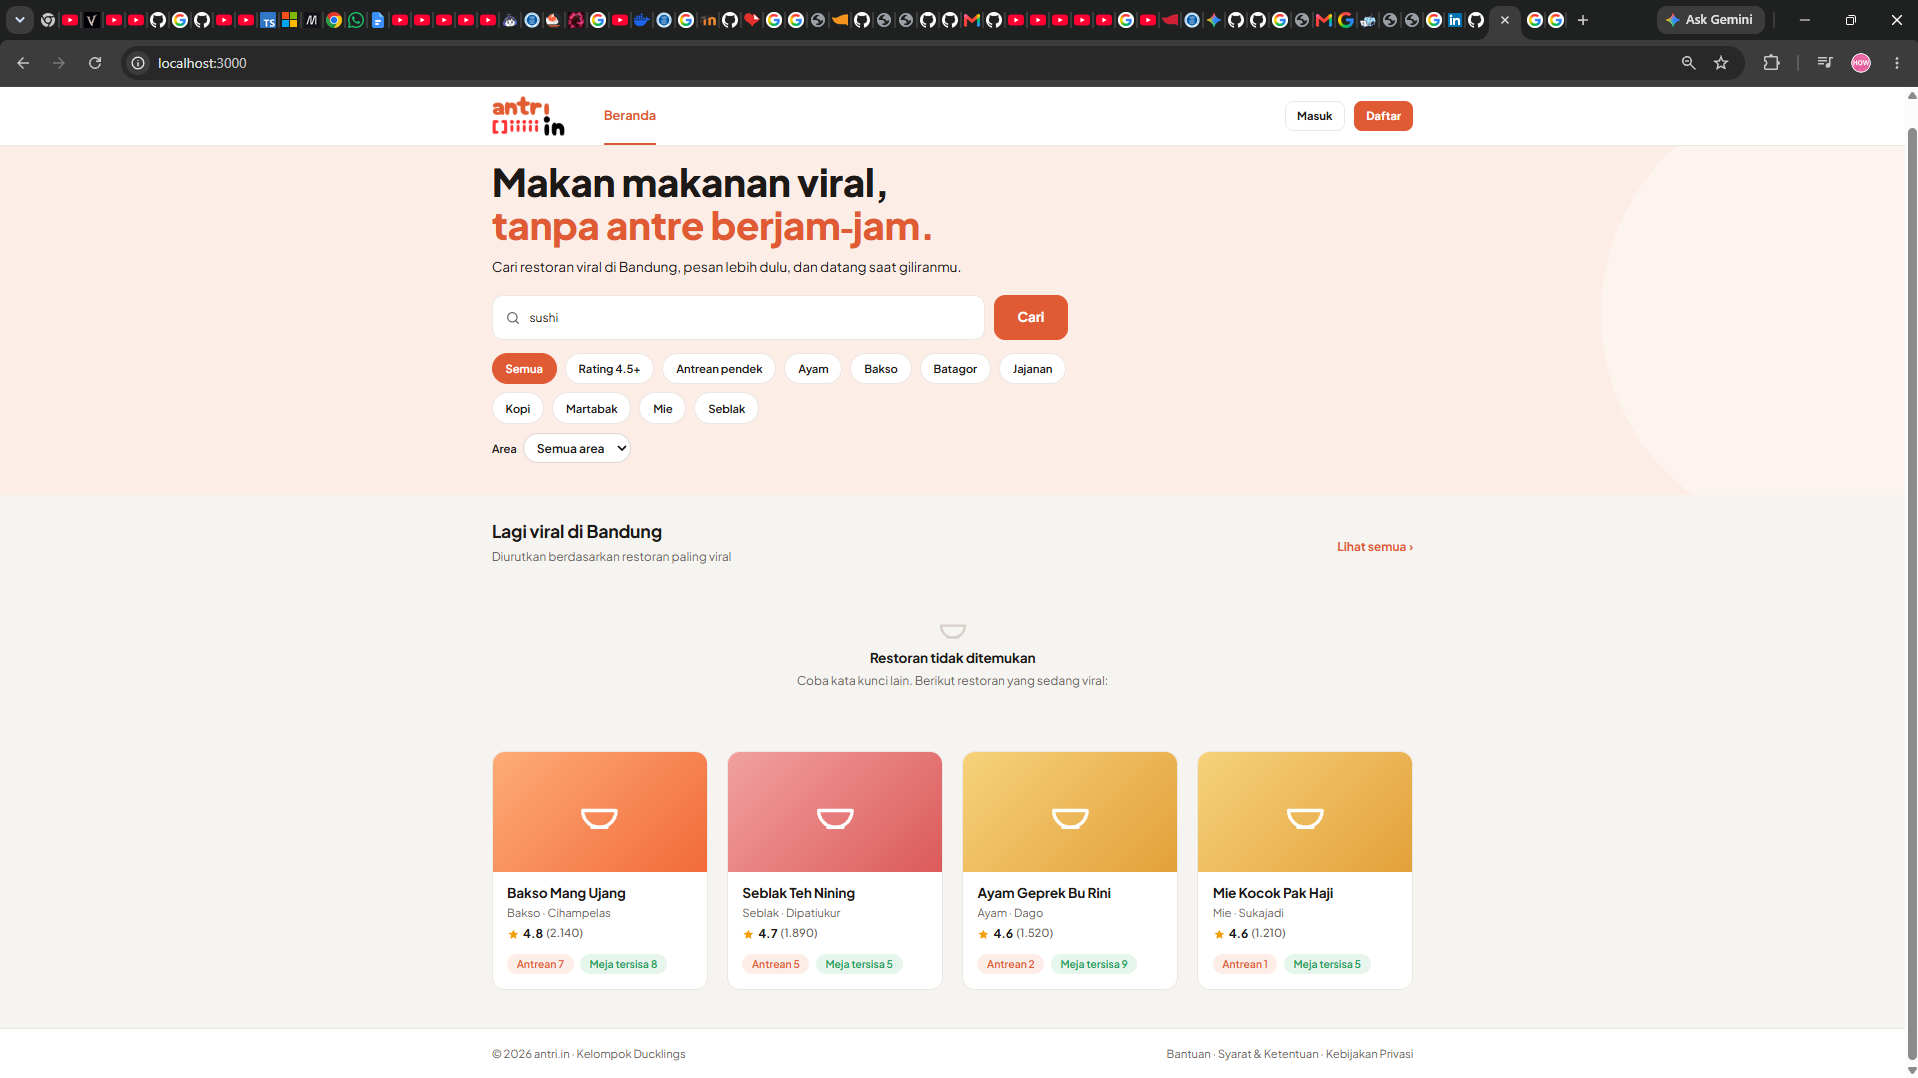 Ask Gemini
localhost:3000
antri
in
Beranda
Masuk
Daftar
Makan makanan viral,
tanpa antre berjam-jam.
Cari restoran viral di Bandung, pesan lebih dulu, dan datang saat giliranmu.
sushi
Cari
Semua
Rating 4.5+
Antrean pendek
Ayam
Bakso
Batagor
Jajanan
Kopi
Martabak
Mie
Seblak
Area
Semua area
Lagi viral di Bandung
Diurutkan berdasarkan restoran paling viral
Lihat semua ›
Restoran tidak ditemukan
Coba kata kunci lain. Berikut restoran yang sedang viral:
Bakso Mang Ujang
Bakso · Cihampelas
★ 4.8 (2.140)
Antrean 7
Meja tersisa 8
Seblak Teh Nining
Seblak · Dipatiukur
★ 4.7 (1.890)
Antrean 5
Meja tersisa 5
Ayam Geprek Bu Rini
Ayam · Dago
★ 4.6 (1.520)
Antrean 2
Meja tersisa 9
Mie Kocok Pak Haji
Mie · Sukajadi
★ 4.6 (1.210)
Antrean 1
Meja tersisa 5
© 2026 antri.in · Kelompok Ducklings
Bantuan · Syarat & Ketentuan · Kebijakan Privasi